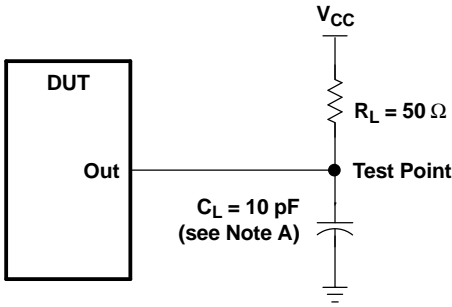 VCC
DUT
RL = 50 Ω
Out
Test Point
CL = 10 pF
(see Note A)